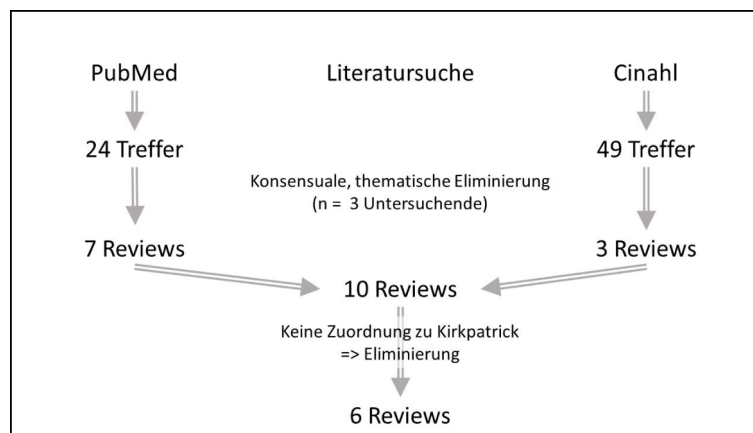 PubMed
Literatursuche
Cinahl
24 Treffer
49 Treffer
Konsensuale, thematische Eliminierung
(n = 3 Untersuchende)
7 Reviews
3 Reviews
10 Reviews
Keine Zuordnung zu Kirkpatrick
=> Eliminierung
6 Reviews